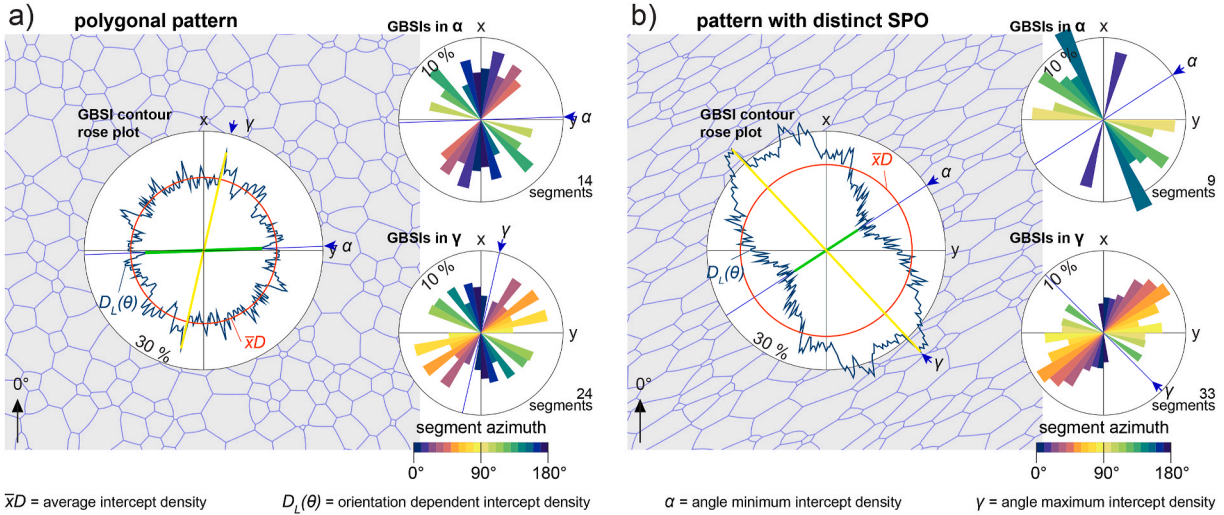 a)
polygonal pattern
GBSIs in α
x
10 %
α
y
14
segments
GBSI contour
rose plot
x
γ
α
y
D_L(θ)
x̄D
30 %
0°
GBSIs in γ
x
γ
10 %
y
24
segments
segment azimuth
0° 90° 180°
b)
pattern with distinct SPO
GBSIs in α
x
10 %
α
y
9
segments
GBSI contour
rose plot
x
x̄D
α
y
D_L(θ)
30 %
γ
0°
GBSIs in γ
x
10 %
y
γ
33
segments
segment azimuth
0° 90° 180°
x̄D = average intercept density
D_L(θ) = orientation dependent intercept density
α = angle minimum intercept density
γ = angle maximum intercept density